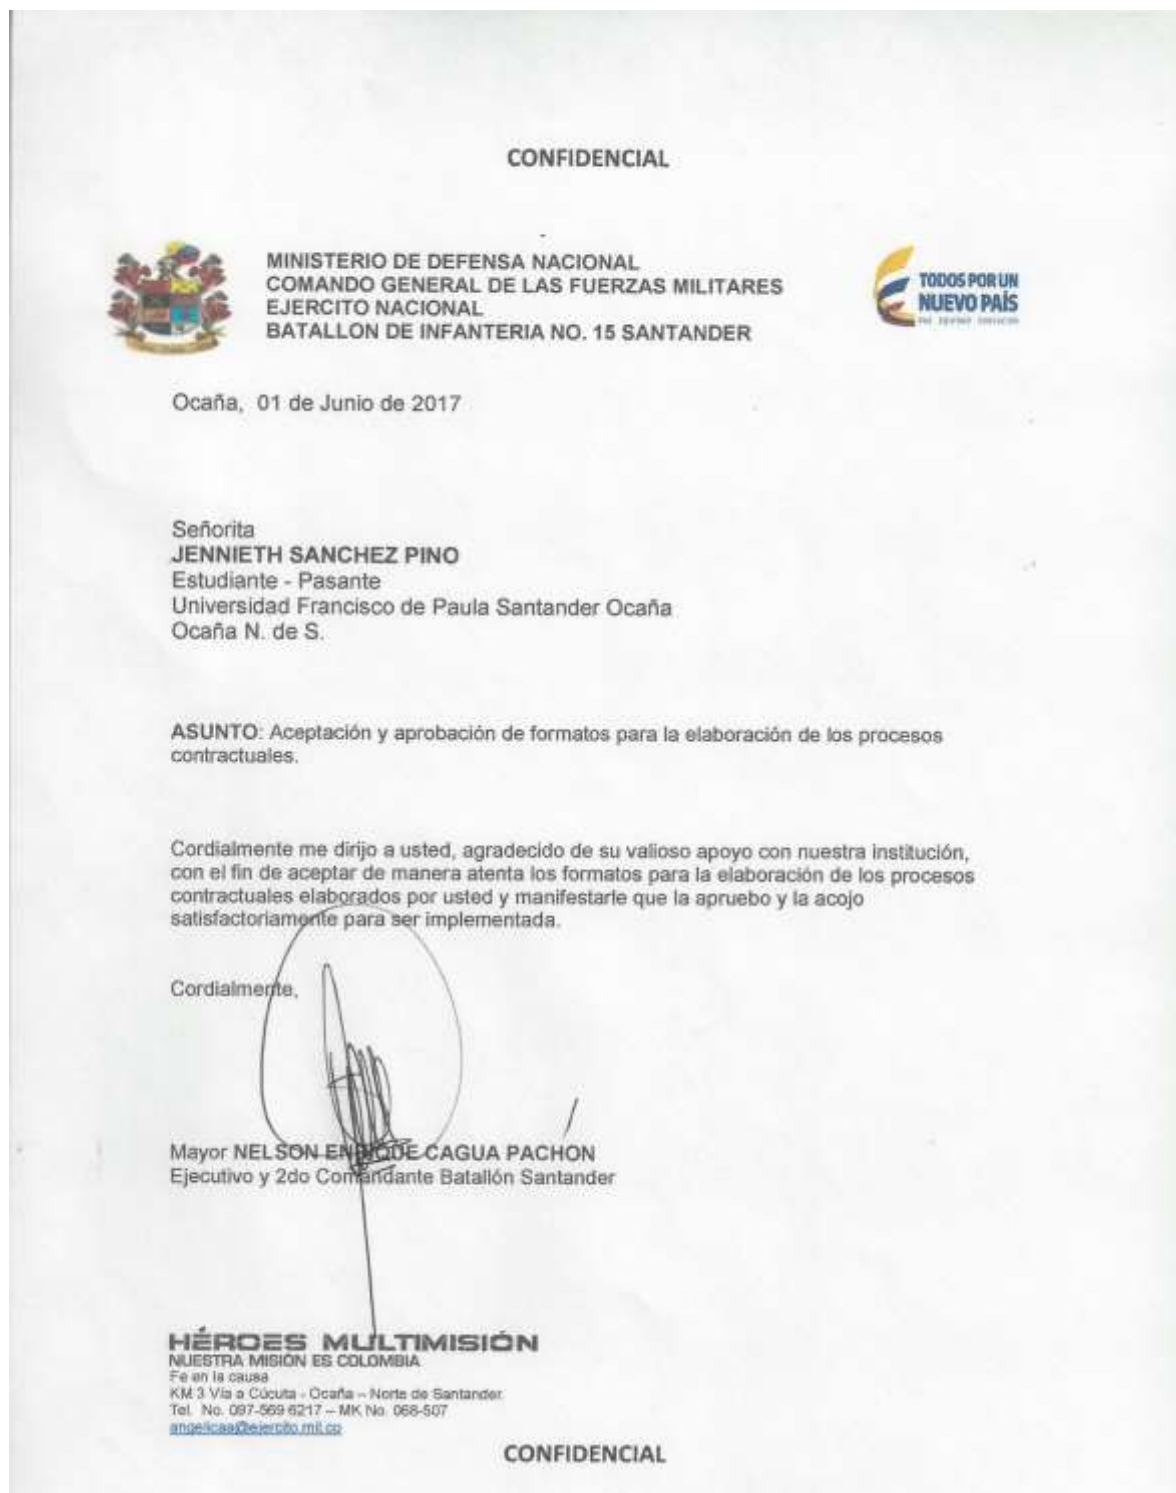 CONFIDENCIAL
MINISTERIO DE DEFENSA NACIONAL
COMANDO GENERAL DE LAS FUERZAS MILITARES
EJERCITO NACIONAL
BATALLON DE INFANTERIA NO. 15 SANTANDER
TODOS POR UN
NUEVO PAÍS
Ocaña, 01 de Junio de 2017
Señorita
JENNIETH SANCHEZ PINO
Estudiante - Pasante
Universidad Francisco de Paula Santander Ocaña
Ocaña N. de S.
ASUNTO: Aceptación y aprobación de formatos para la elaboración de los procesos
contractuales.
Cordialmente me dirijo a usted, agradecido de su valioso apoyo con nuestra institución,
con el fin de aceptar de manera atenta los formatos para la elaboración de los procesos
contractuales elaborados por usted y manifestarle que la apruebo y la acojo
satisfactoriamente para ser implementada.
Cordialmente,
Mayor NELSON ENRIQUE CAGUA PACHON
Ejecutivo y 2do Comandante Batallón Santander
HÉROES MULTIMISIÓN
NUESTRA MISIÓN ES COLOMBIA
Fe en la causa
KM 3 Vía a Cúcuta - Ocaña – Norte de Santander.
Tel. No. 097-569 6217 – MK No. 068-507
angelicaa@ejercito.mil.co
CONFIDENCIAL